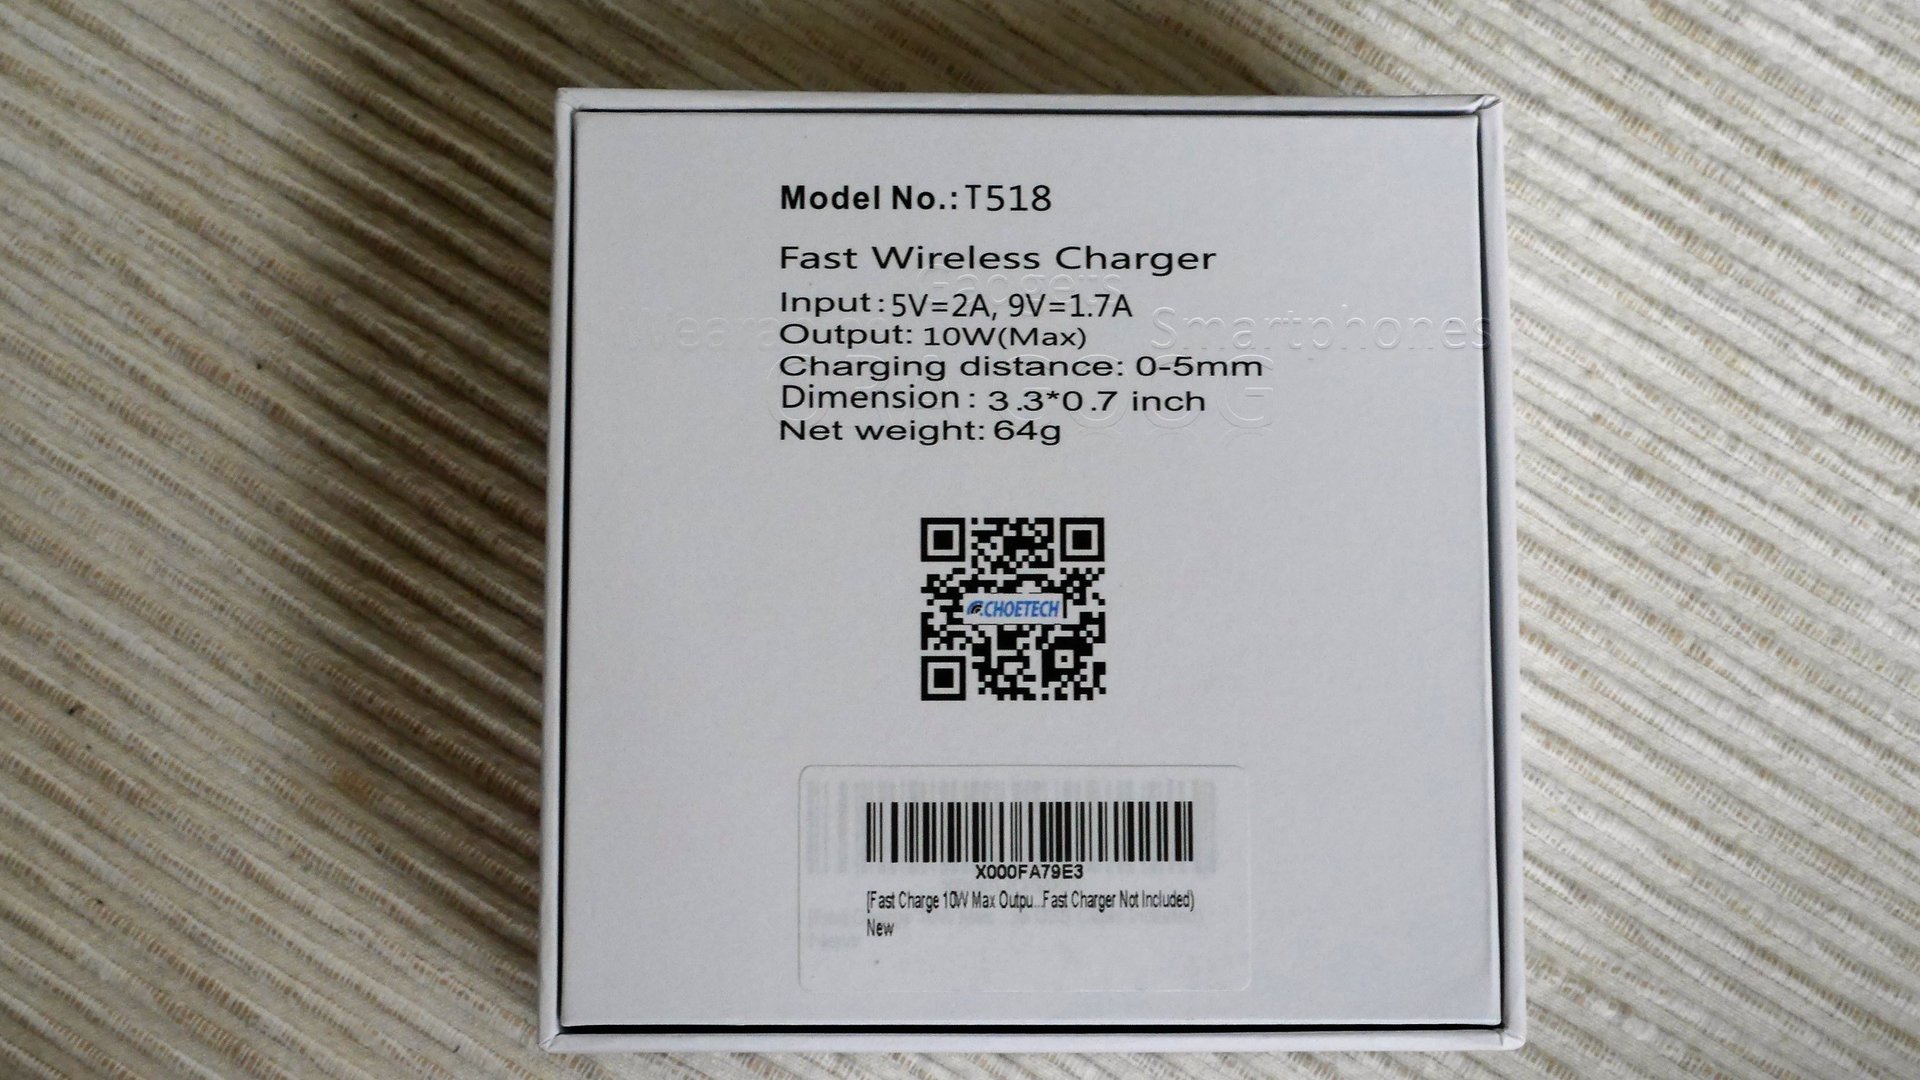 Model No.: T518
Fast Wireless Charger
Input: 5V=2A, 9V=1.7A
Output: 10W(Max)
Charging distance: 0-5mm
Dimension: 3.3*0.7 inch
Net weight: 64g
Gadgets
Smartphones
CHOETECH
X000FA79E3
[Fast Charge 10W Max Outpu...Fast Charger Not Included)
New